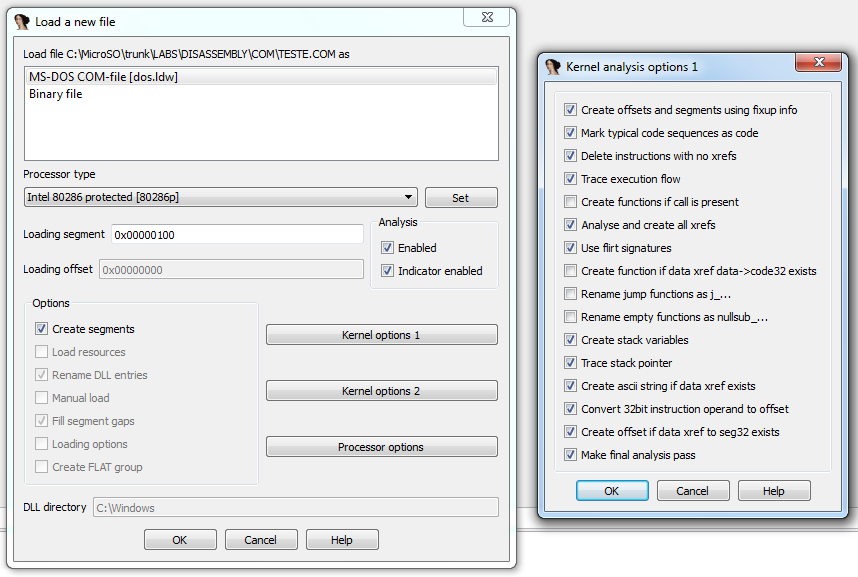 Load a new file
Load file C:\MicroSO\trunk\LABS\DISASSEMBLY\COM\TESTE.COM as
MS-DOS COM-file [dos.ldw]
Binary file
Processor type
Intel 80286 protected [80286p]
Set
Loading segment 0x00000100
Loading offset 0x00000000
Analysis
Enabled
Indicator enabled
Options
Create segments
Load resources
Rename DLL entries
Manual load
Fill segment gaps
Loading options
Create FLAT group
Kernel options 1
Kernel options 2
Processor options
DLL directory C:\Windows
OK Cancel Help
Kernel analysis options 1
Create offsets and segments using fixup info
Mark typical code sequences as code
Delete instructions with no xrefs
Trace execution flow
Create functions if call is present
Analyse and create all xrefs
Use flirt signatures
Create function if data xref data->code32 exists
Rename jump functions as j_...
Rename empty functions as nullsub_...
Create stack variables
Trace stack pointer
Create ascii string if data xref exists
Convert 32bit instruction operand to offset
Create offset if data xref to seg32 exists
Make final analysis pass
OK Cancel Help